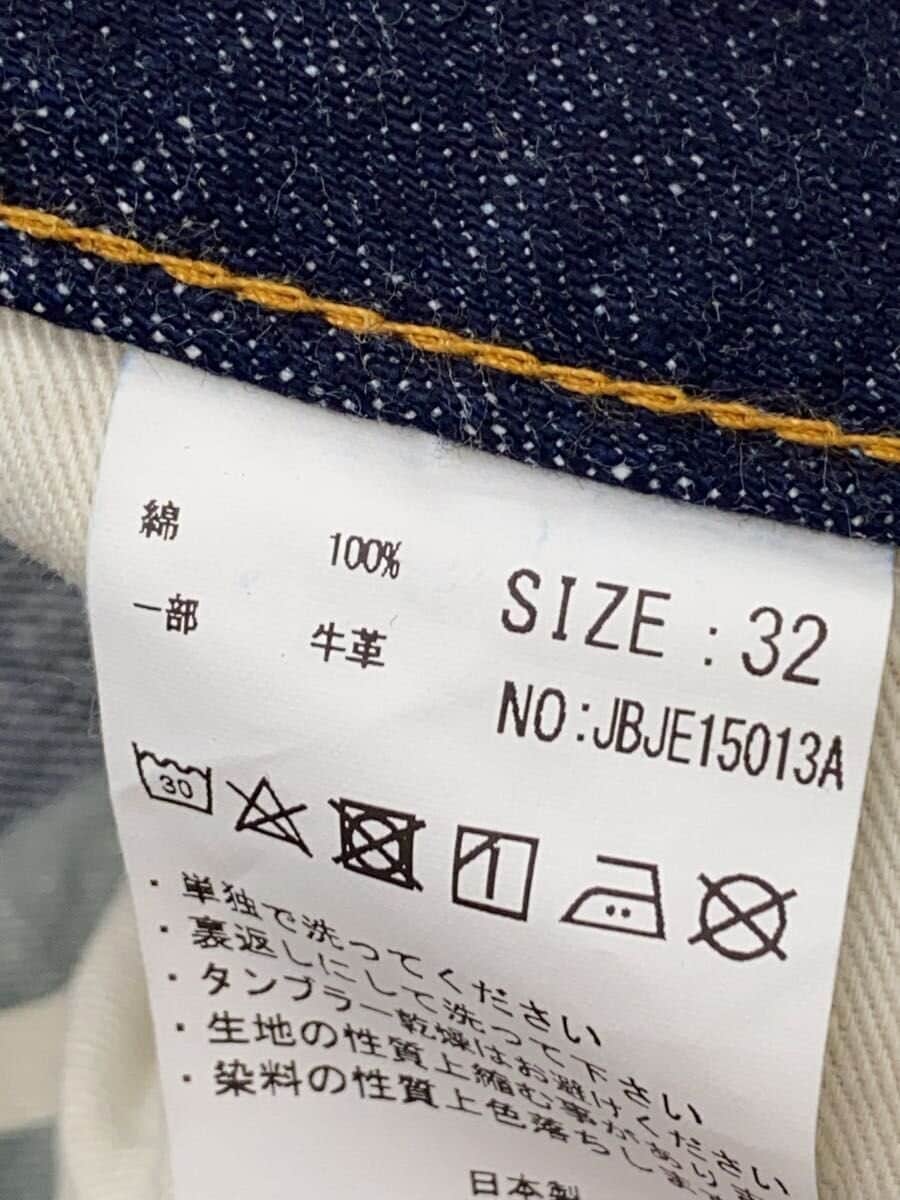 綿 100%
一部 牛革
SIZE : 32
NO:JBJE15013A
30
・単独で洗ってください
・裏返しにして洗って下さい
・タンブラー乾燥はお避けください
・生地の性質上縮む事があります
・染料の性質上色落ちしま
日本製